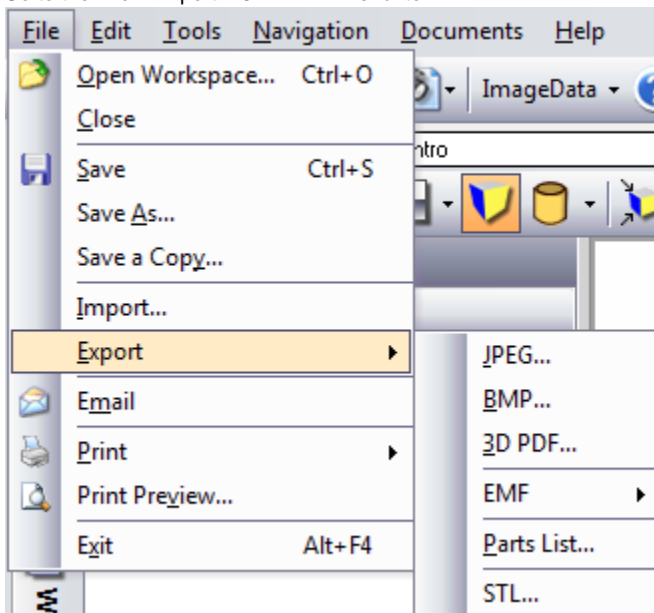 File Edit Tools Navigation Documents Help
Open Workspace... Ctrl+O
ImageData
Close
ntro
Save Ctrl+S
Save As...
Save a Copy...
Import...
Export
JPEG...
Email
BMP...
Print
3D PDF...
Print Preview...
EMF
Exit Alt+F4
Parts List...
STL...